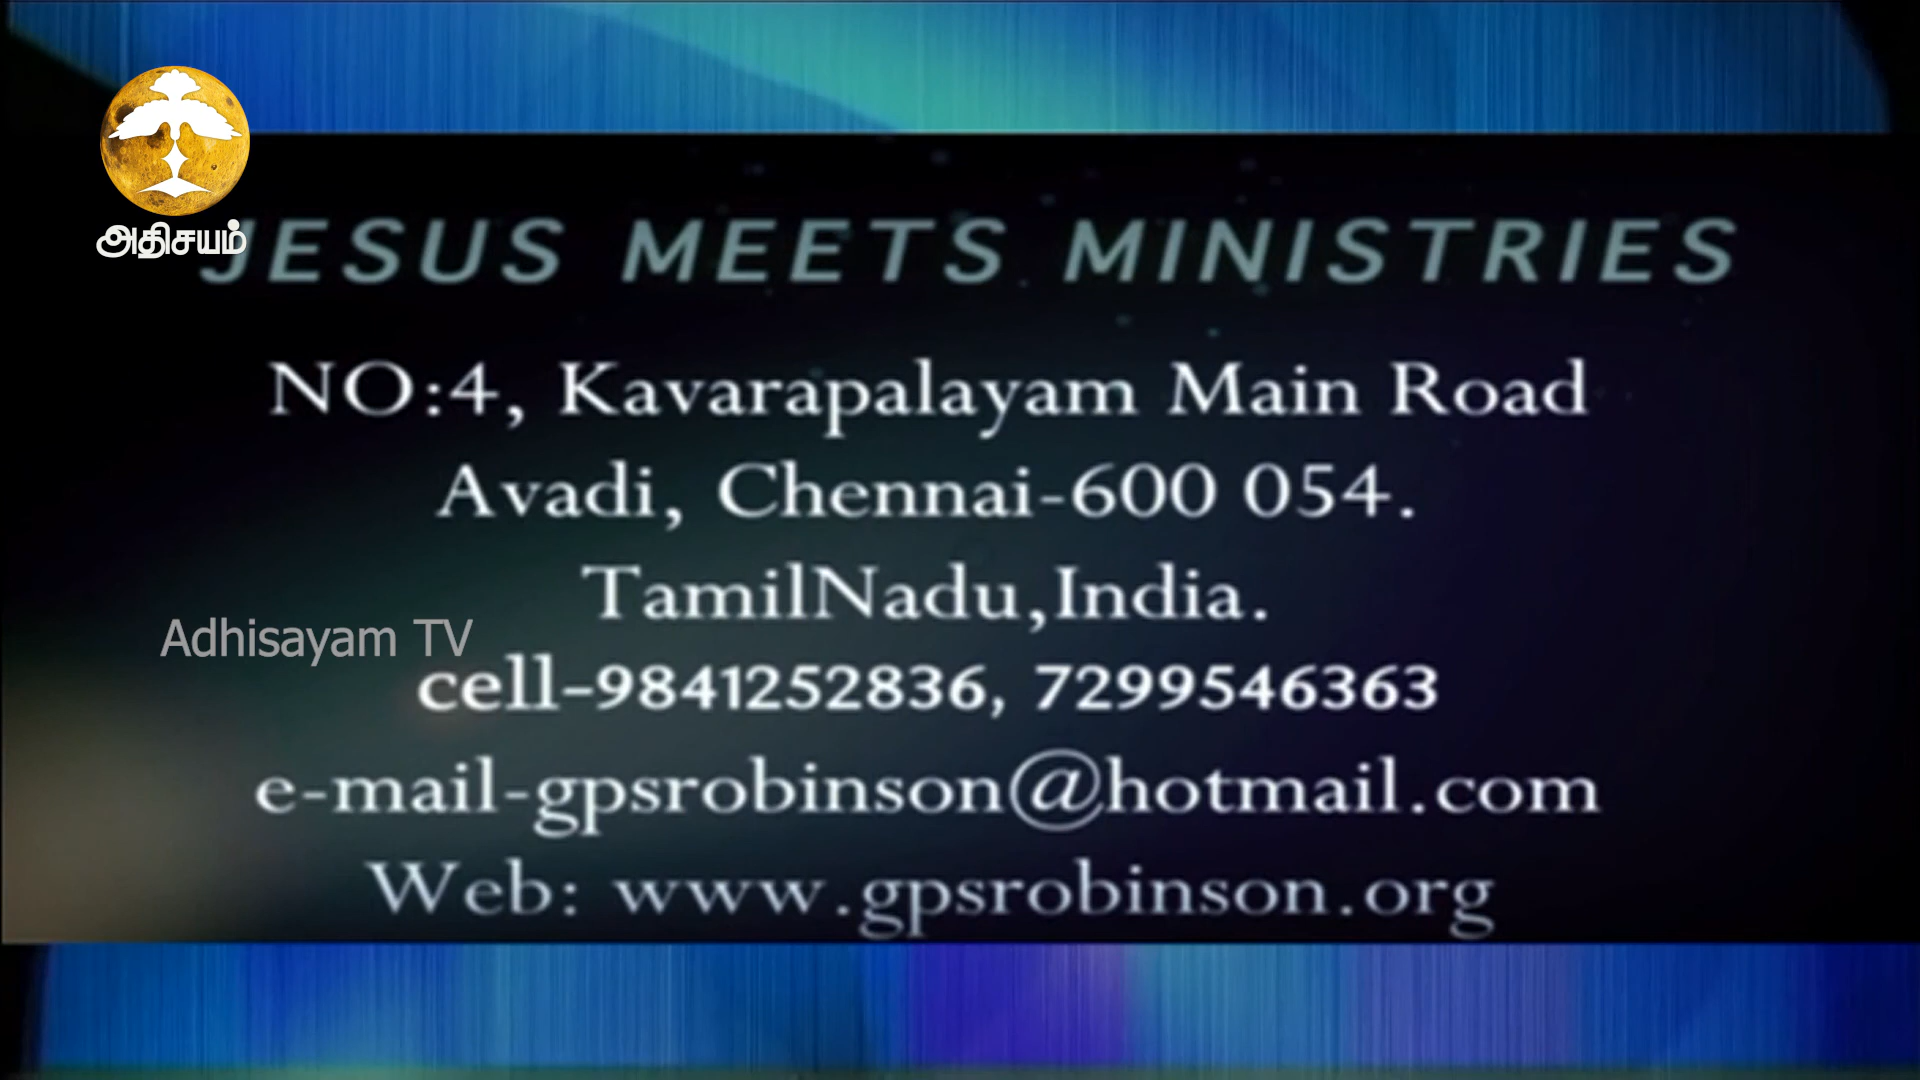 அதிசயம்
JESUS MEETS MINISTRIES
NO:4, Kavarapalayam Main Road
Avadi, Chennai-600 054.
TamilNadu,India.
Adhisayam TV
cell-9841252836, 7299546363
e-mail-gpsrobinson@hotmail.com
Web: www.gpsrobinson.org